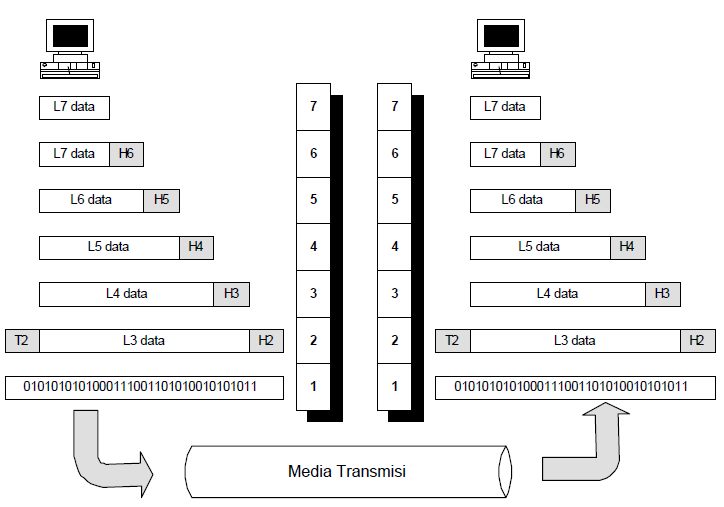 L7 data 7 7 L7 data
L7 data H6 6 6 L7 data H6
L6 data H5 5 5 L6 data H5
L5 data H4 4 4 L5 data H4
L4 data H3 3 3 L4 data H3
T2 L3 data H2 2 2 T2 L3 data H2
0101010101000111001101010010101011 1 1 0101010101000111001101010010101011
Media Transmisi